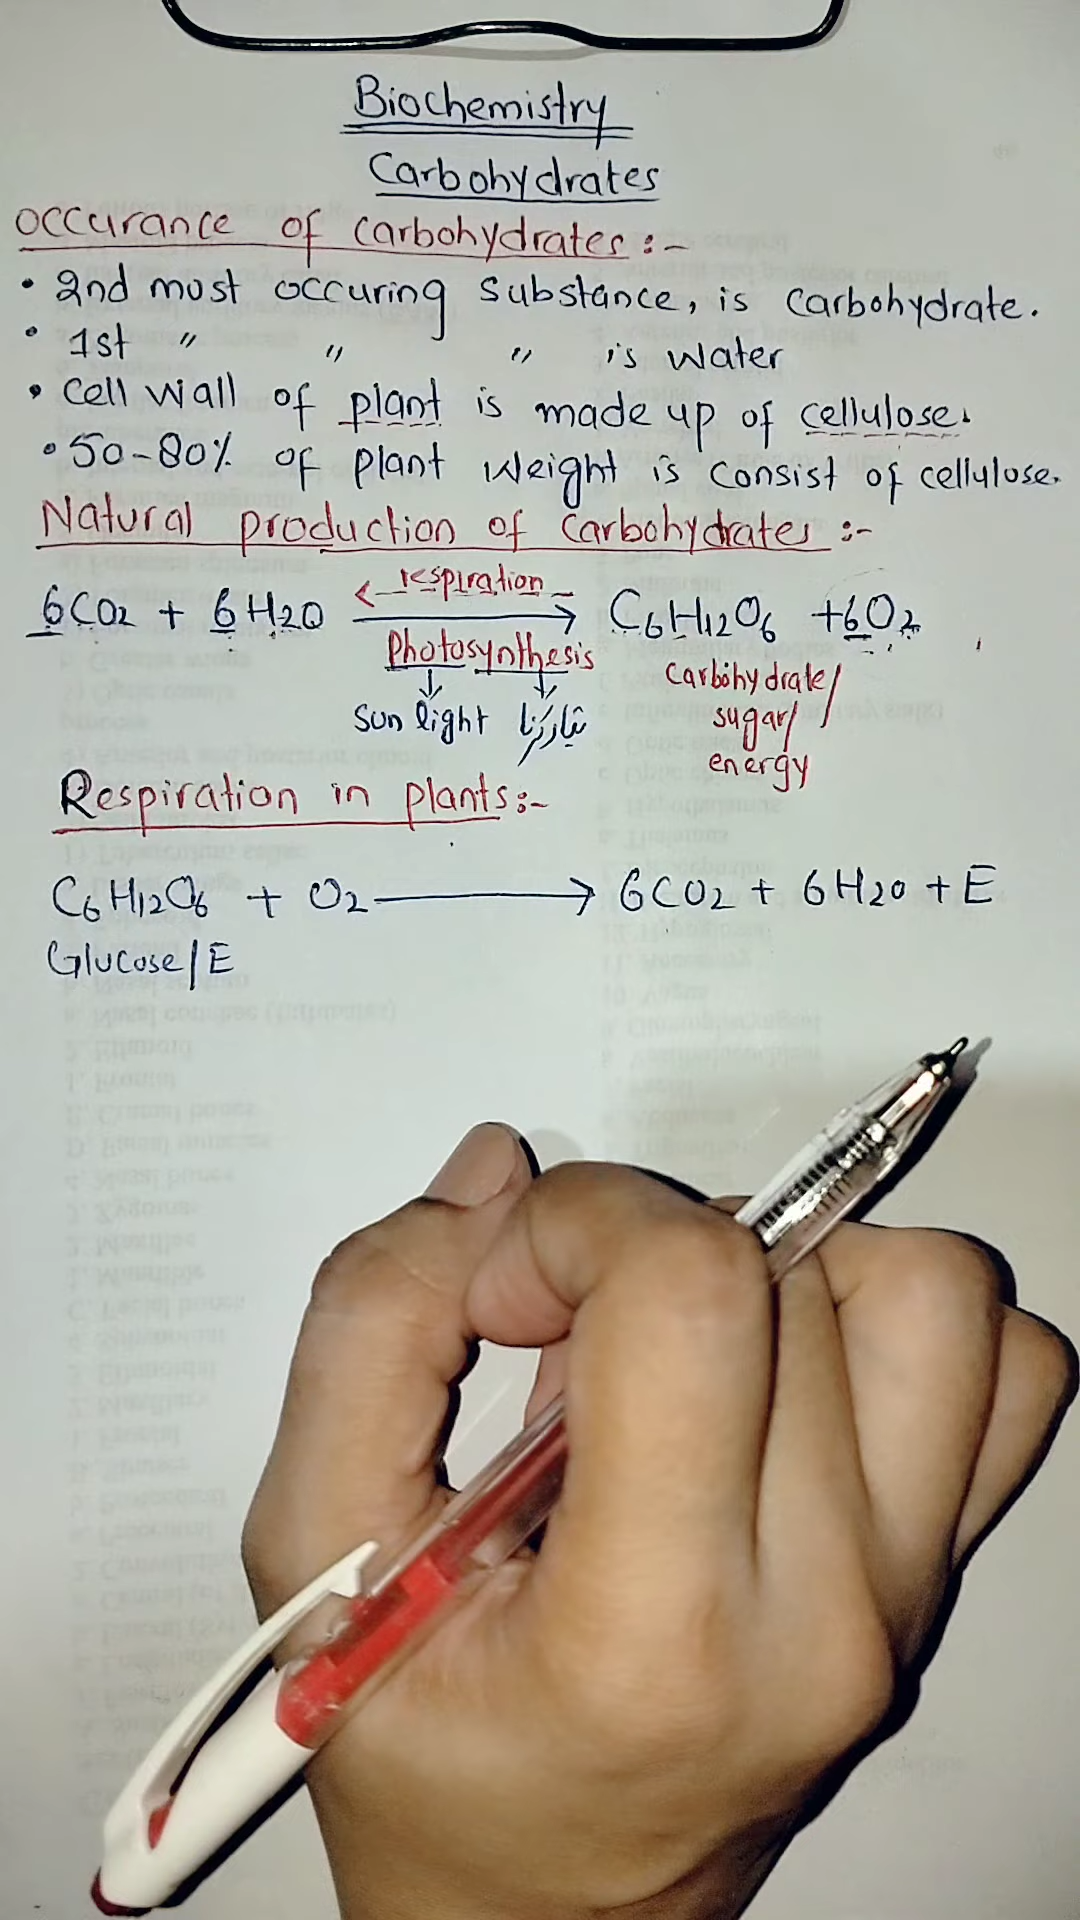 Biochemistry
Carbohydrates
Occurance of Carbohydrates :-
• 2nd most occuring substance, is Carbohydrate.
• 1st " " " is Water
• Cell wall of plant is made up of cellulose.
• 50-80% of plant Weight is Consist of cellulose.
Natural production of Carbohydrates :-
respiration
6CO2 + 6H2O → C6H12O6 + 6O2
Photosynthesis
Carbohydrate/
Sun light
sugar/
energy
Respiration in plants:-
C6H12O6 + O2 → 6CO2 + 6H2O + E
Glucose/E